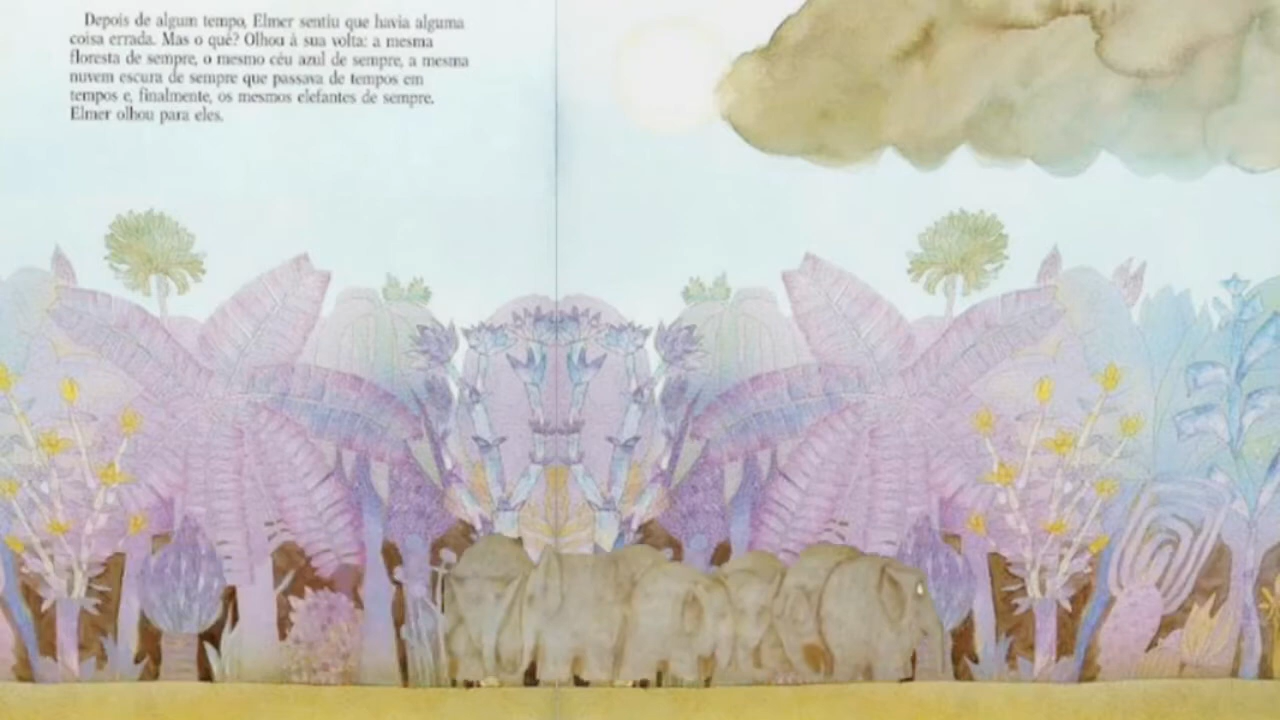 Depois de algum tempo, Elmer sentiu que havia alguma
coisa errada. Mas o quê? Olhou à sua volta: a mesma
floresta de sempre, o mesmo céu azul de sempre, a mesma
nuvem escura de sempre que passava de tempos em
tempos e, finalmente, os mesmos elefantes de sempre.
Elmer olhou para eles.